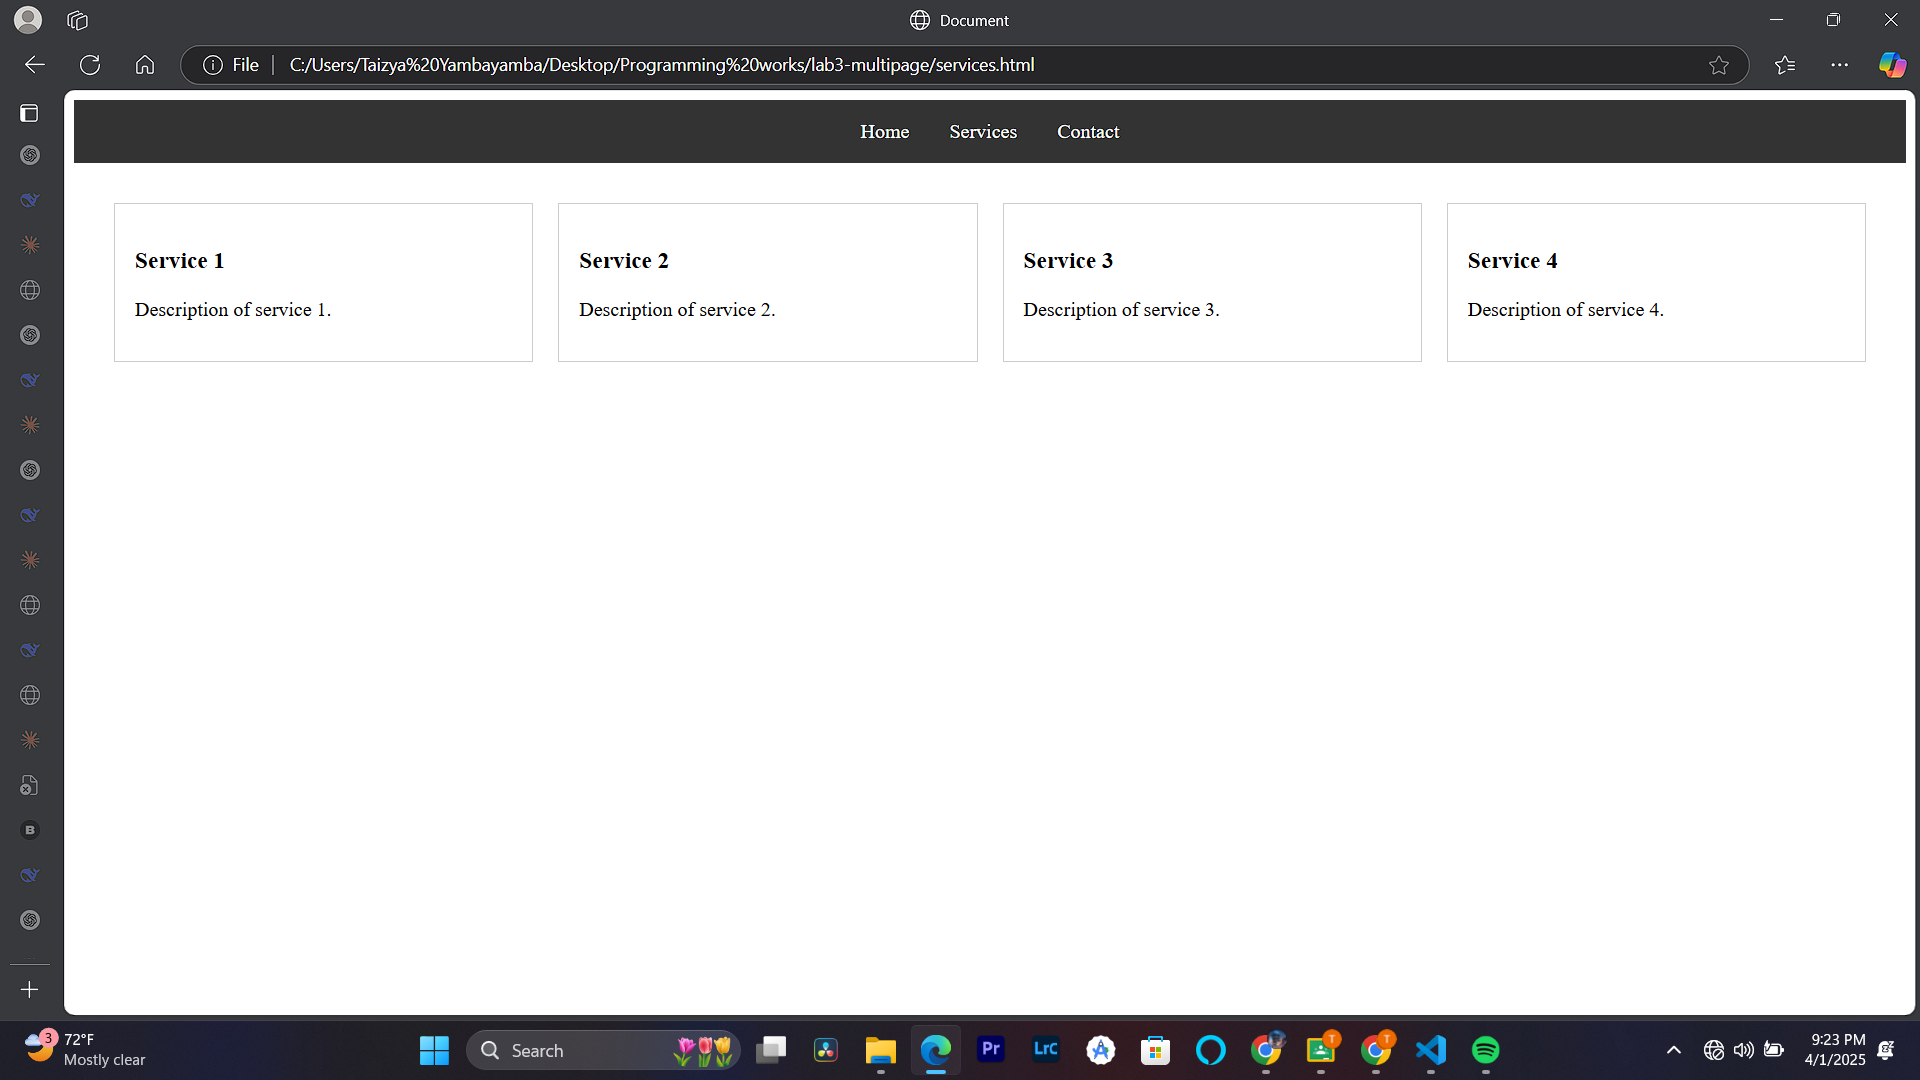 Document
File
C:/Users/Taizya%20Yambayamba/Desktop/Programming%20works/lab3-multipage/services.html
Home Services Contact
Service 1
Description of service 1.
Service 2
Description of service 2.
Service 3
Description of service 3.
Service 4
Description of service 4.
B
3
72°F
Mostly clear
Search
Pr
LrC
T
T
9:23 PM
4/1/2025